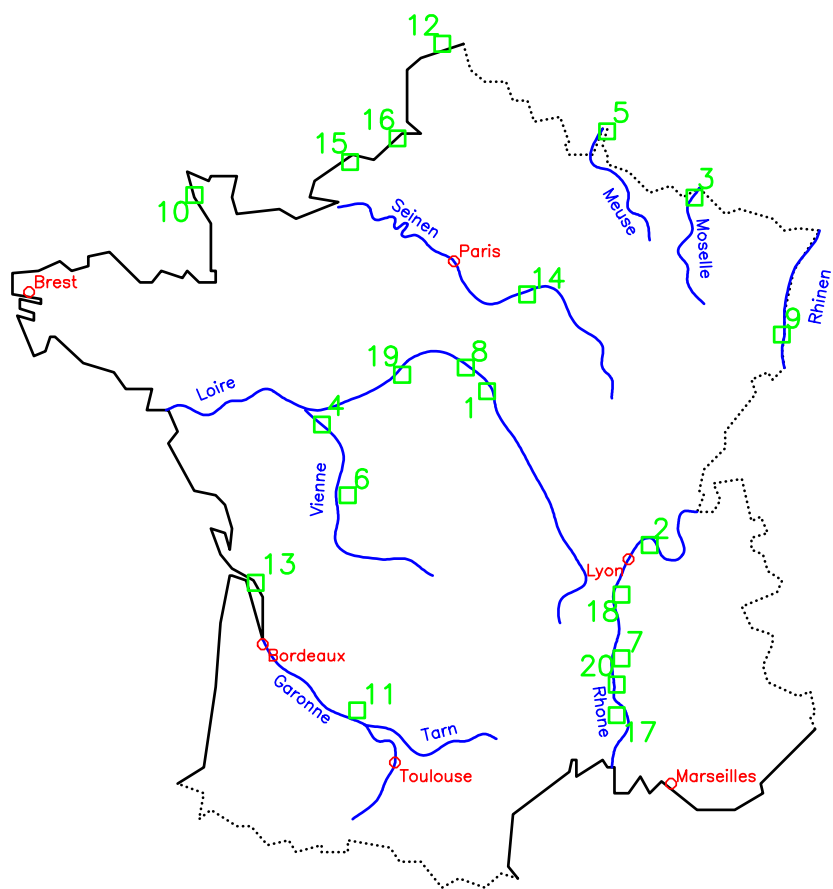 12
5
16
15
3
10
Seinen
Meuse
Moselle
Paris
Brest
14
Rhinen
9
19
8
1
Loire
4
6
Vienne
2
Lyon
13
18
Bordeaux
7
20
Garonne
11
Rhone
17
Tarn
Toulouse
Marseilles